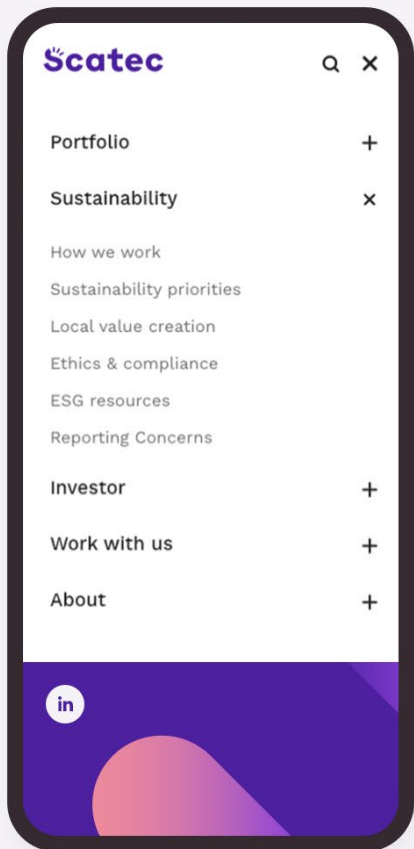 Scatec
Portfolio
Sustainability
How we work
Sustainability priorities
Local value creation
Ethics & compliance
ESG resources
Reporting Concerns
Investor
Work with us
About
in